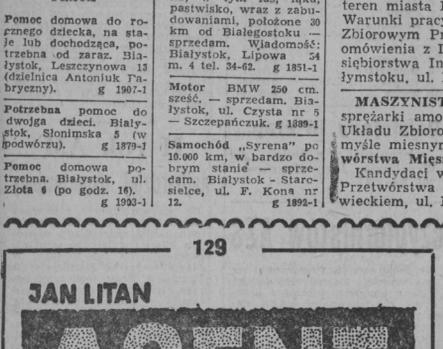 Pomoc domowa do ro-
cznego dziecka, na sta-
łe lub dochodząca, po-
trzebna od zaraz. Bia-
łystok, Leszczynowa 13
(dzielnica Antoniuk Fa-
bryczny). g 1907-1
Potrzebna pomoc do
dwojga dzieci. Biały-
stok, Słonimska 5 (w
podwórzu). g 1879-1
Pomoc domowa po-
trzebna. Białystok, ul.
Złota 6 (po godz. 16).
g 1903-1
pastwisko, wraz z zabu-
dowaniami, położone 30
km od Białegostoku —
sprzedam. Wiadomość:
Białystok, Lipowa 54
m. 4 tel. 34-62. g 1851-1
Motor BMW 250 cm.
sześć. — sprzedam. Bia-
łystok, ul. Czysta nr 5
— Szczepańczuk. g 1889-1
Samochód „Syrena" po
10.000 km, w bardzo do-
brym stanie — sprze-
dam. Białystok - Staro-
sielce, ul. F. Kona nr
12. g 1892-1
teren miasta
Warunki prac
Zbiorowym Pr
omówienia z
siębiorstwa In
łymstoku, ul.
MASZYNIST
sprężarki amo
Układu Zbioro
myśle mięsnym
wórstwa Mięs
Kandydaci w
Przetwórstwa
wieckiem, ul.
129
JAN LITAN
AGENT